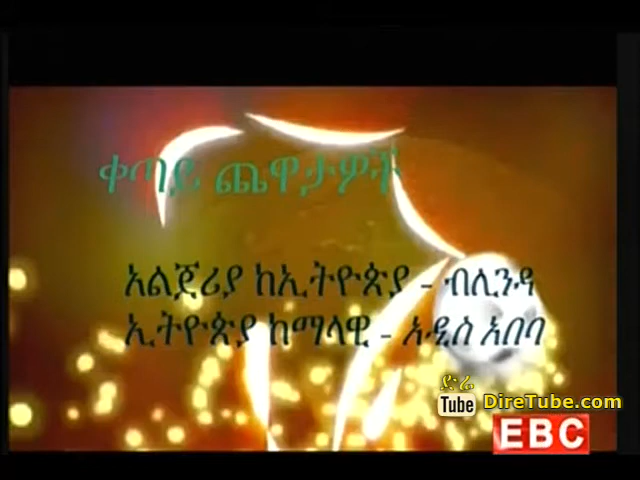 ቀጣይ ጨዋታዎች
አልጀሪያ ከኢትዮጵያ - ብሊንዳ
ኢትዮጵያ ከማላዊ - አዲስ አበባ
ድሬ
Tube DireTube.com
EBC